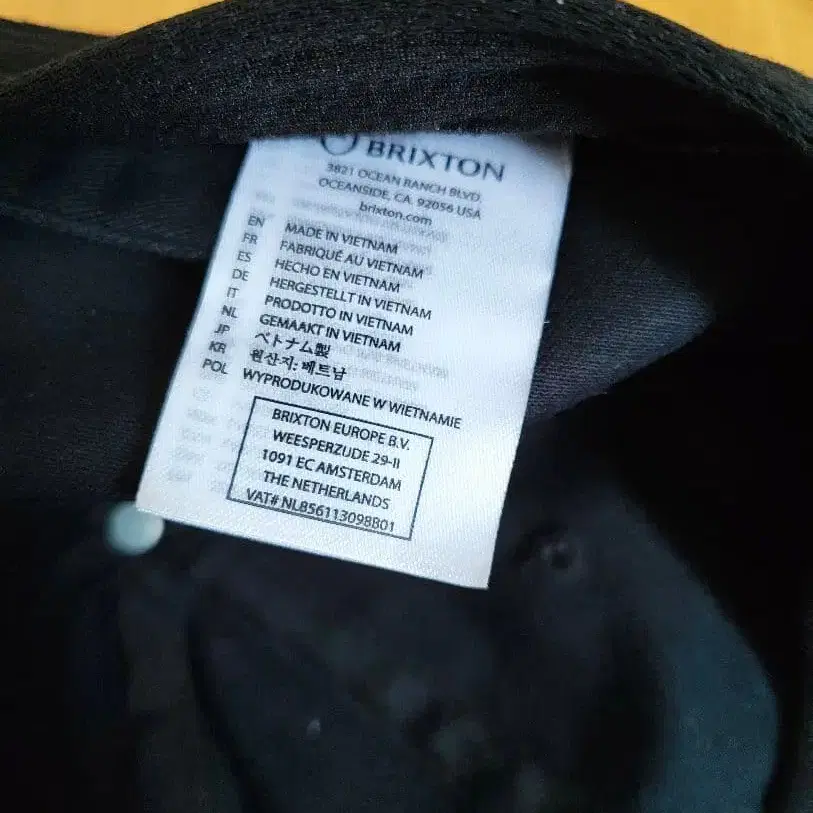 BRIXTON
3821 OCEAN RANCH BLVD.
OCEANSIDE, CA. 92056 USA
brixton.com
EN MADE IN VIETNAM
FR FABRIQUÉ AU VIETNAM
ES HECHO EN VIETNAM
DE HERGESTELLT IN VIETNAM
IT PRODOTTO IN VIETNAM
NL GEMAAKT IN VIETNAM
JP ベトナム製
KR 원산지: 베트남
POL WYPRODUKOWANE W WIETNAMIE
BRIXTON EUROPE B.V.
WEESPERZIJDE 29-II
1091 EC AMSTERDAM
THE NETHERLANDS
VAT# NL856113098B01